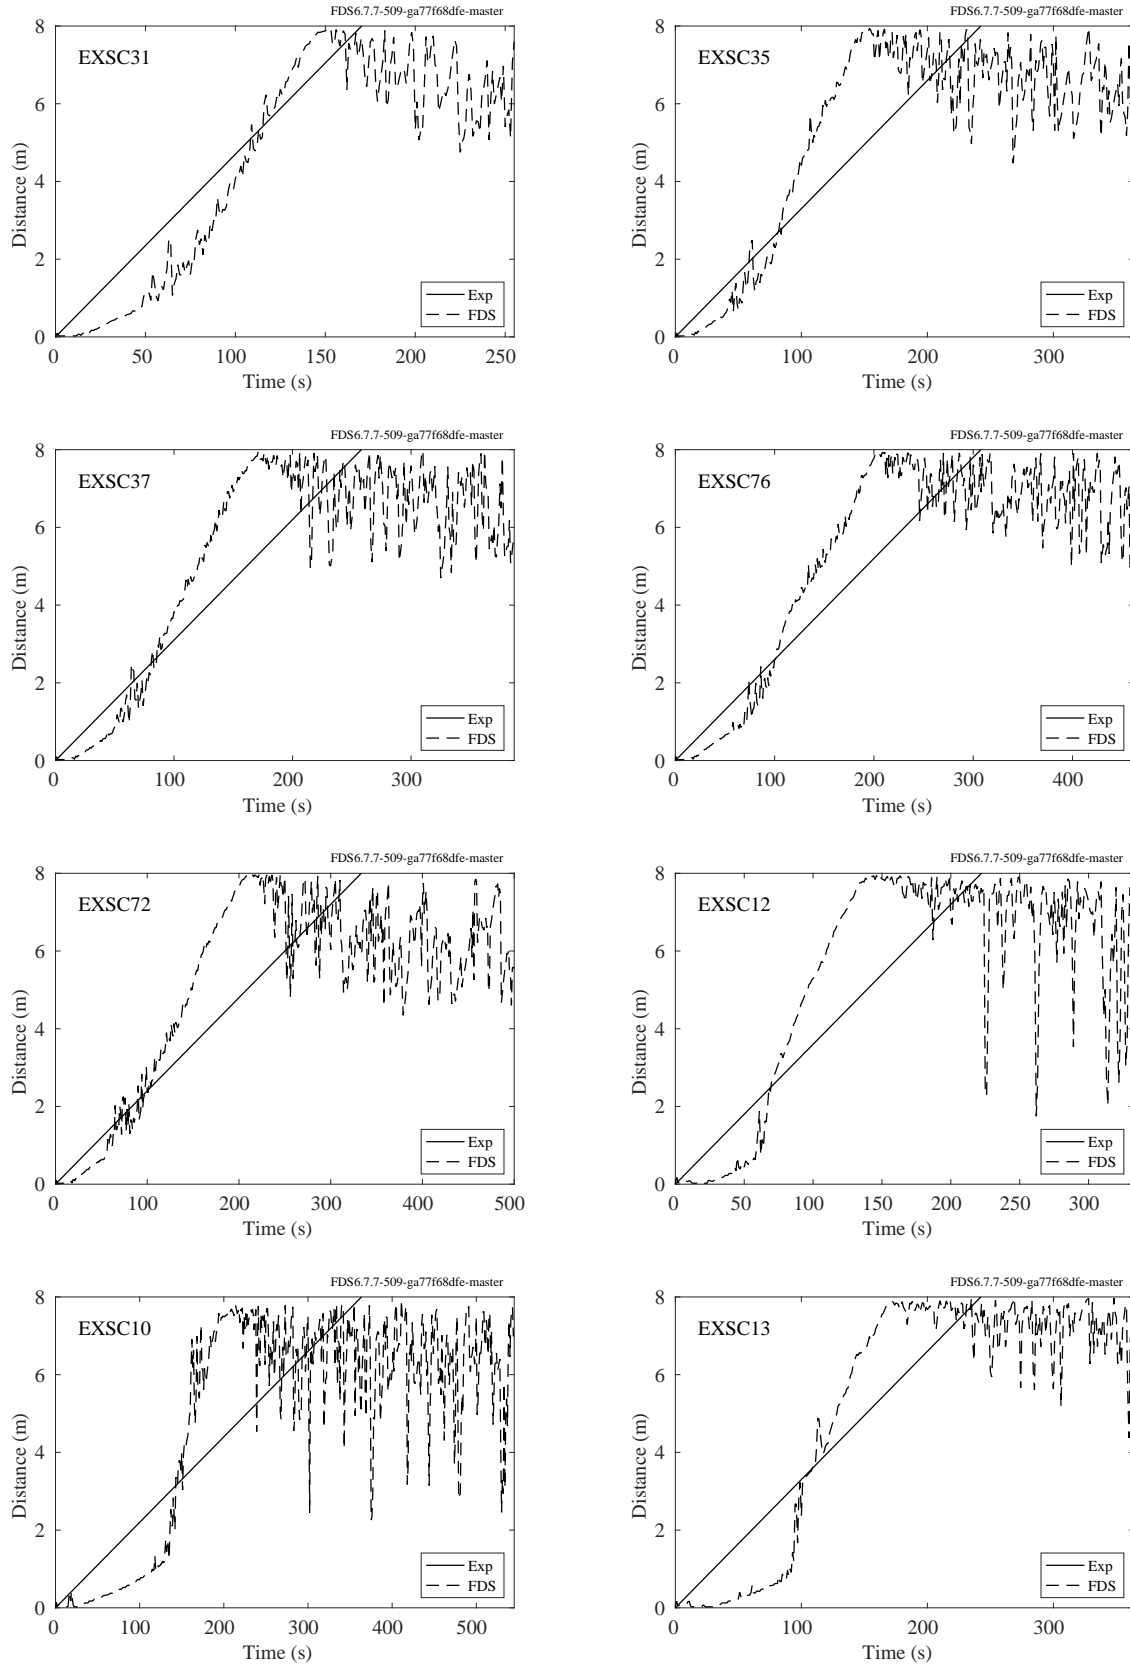 FDS6.7.7-509-ga77f68dfe-master
EXSC31
Distance (m)
8
6
4
2
0
0 50 100 150 200 250
Time (s)
Exp
FDS
FDS6.7.7-509-ga77f68dfe-master
EXSC35
Distance (m)
8
6
4
2
0
0 100 200 300
Time (s)
Exp
FDS
FDS6.7.7-509-ga77f68dfe-master
EXSC37
Distance (m)
8
6
4
2
0
0 100 200 300
Time (s)
Exp
FDS
FDS6.7.7-509-ga77f68dfe-master
EXSC76
Distance (m)
8
6
4
2
0
0 100 200 300 400
Time (s)
Exp
FDS
FDS6.7.7-509-ga77f68dfe-master
EXSC72
Distance (m)
8
6
4
2
0
0 100 200 300 400 500
Time (s)
Exp
FDS
FDS6.7.7-509-ga77f68dfe-master
EXSC12
Distance (m)
8
6
4
2
0
0 50 100 150 200 250 300
Time (s)
Exp
FDS
FDS6.7.7-509-ga77f68dfe-master
EXSC10
Distance (m)
8
6
4
2
0
0 100 200 300 400 500
Time (s)
Exp
FDS
FDS6.7.7-509-ga77f68dfe-master
EXSC13
Distance (m)
8
6
4
2
0
0 100 200 300
Time (s)
Exp
FDS